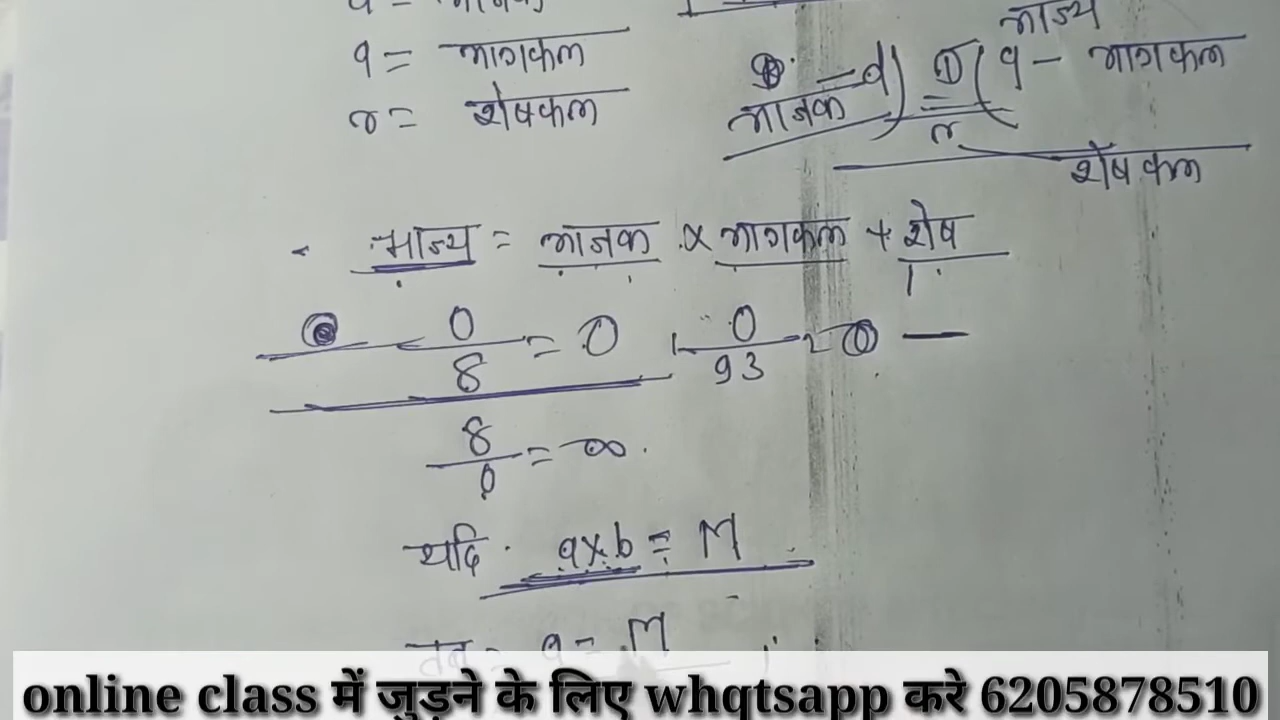 भाज्य
q = भागफल
r = शेषफल
भाजक - d) D ( q - भागफल
r
शेषफल
भाज्य = भाजक × भागफल + शेष
0/8 = 0, 0/93 = 0
8/0 = ∞
यदि a×b = M
तब a = M
online class में जुड़ने के लिए whqtsapp करे 6205878510